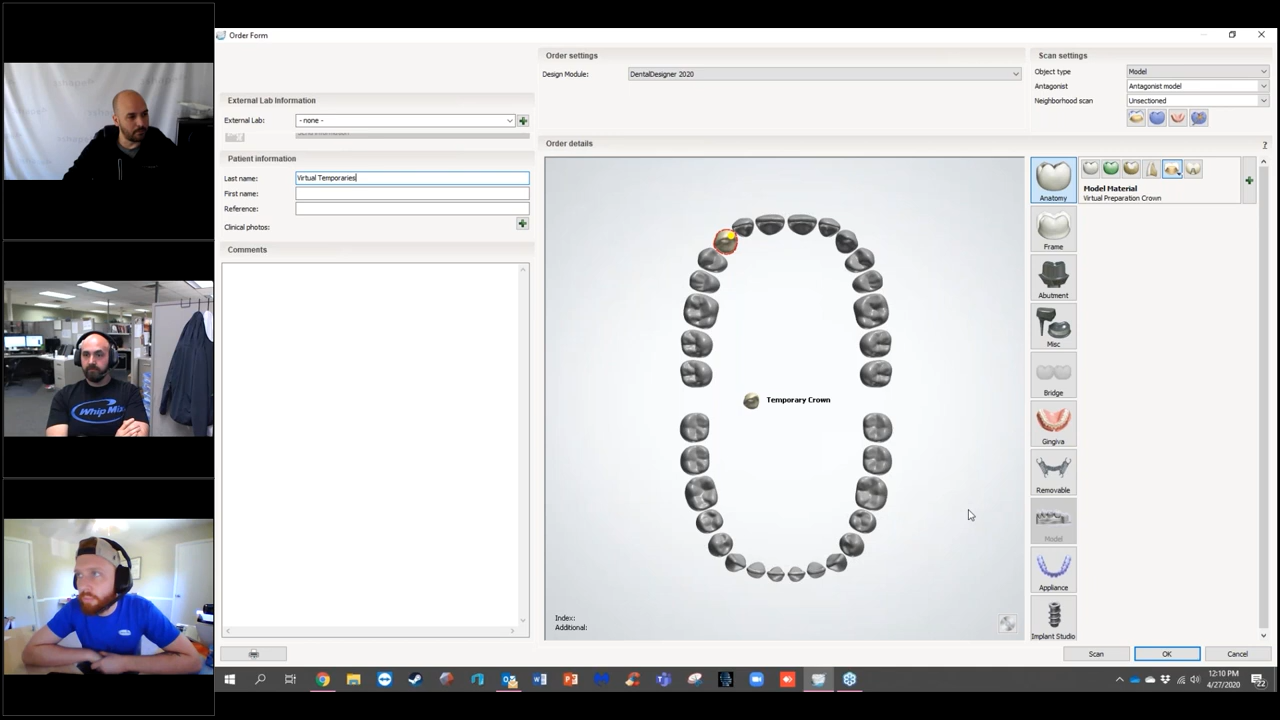 Order Form
Order settings
Scan settings
Design Module:
DentalDesigner 2020
Object type
Model
Antagonist
Antagonist model
Neighborhood scan
Unsectioned
External Lab Information
External Lab:
- none -
Patient information
Last name:
Virtual Temporaries
First name:
Reference:
Clinical photos:
Comments
Order details
?
Temporary Crown
Index:
Additional:
Anatomy
Frame
Abutment
Misc
Bridge
Gingiva
Removable
Model
Appliance
Implant Studio
Model Material
Virtual Preparation Crown
Scan
OK
Cancel
Whip Mix
12:10 PM
4/27/2020
22